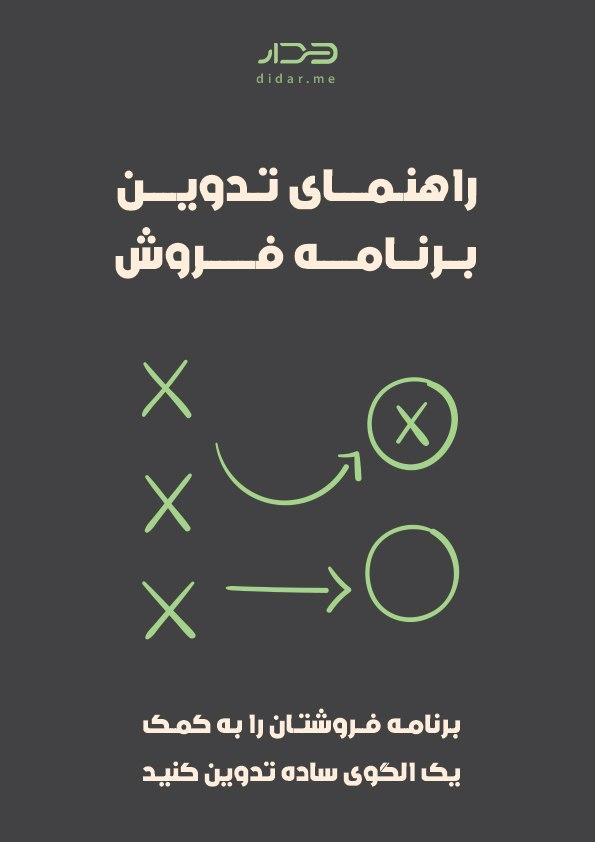 دیدار
didar.me
راهنمای تدوین
برنامه فروش
X
X
X
X
برنامه فروشتان را به کمک
یک الگوی ساده تدوین کنید